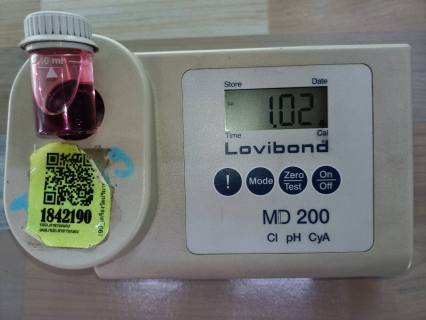 10 ml
Store Date
1.02
Time Cal
Lovibond
!
Mode
Zero
Test
On
Off
MD 200
Cl pH CyA
1842190